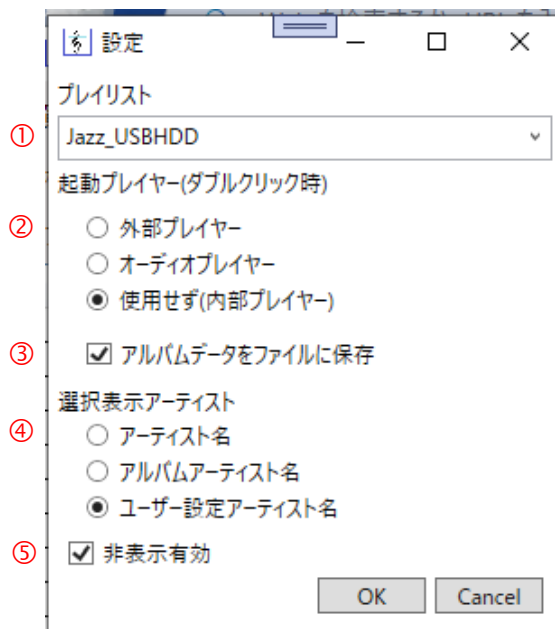 設定
プレイリスト
① Jazz_USBHDD
起動プレイヤー(ダブルクリック時)
② 外部プレイヤー
オーディオプレイヤー
使用せず(内部プレイヤー)
③ アルバムデータをファイルに保存
選択表示アーティスト
④ アーティスト名
アルバムアーティスト名
ユーザー設定アーティスト名
⑤ 非表示有効
OK Cancel